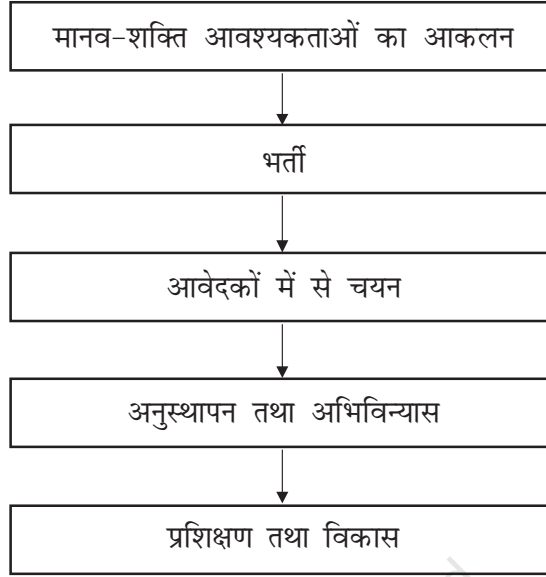 मानव-शक्ति आवश्यकताओं का आकलन
भर्ती
आवेदकों में से चयन
अनुस्थापन तथा अभिविन्यास
प्रशिक्षण तथा विकास